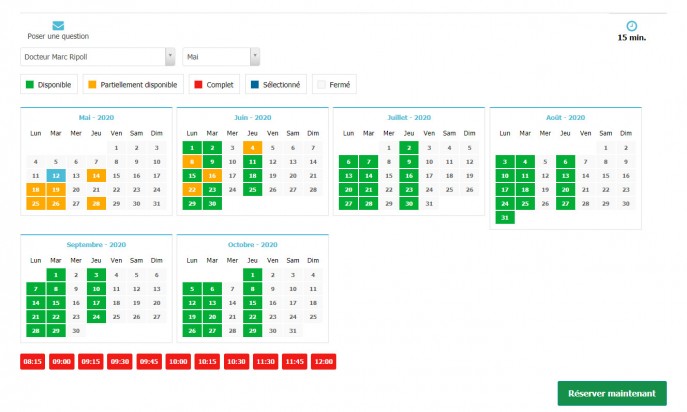 Poser une question
15 min.
Docteur Marc Ripoll
Mai
Disponible
Partiellement disponible
Complet
Sélectionné
Fermé
Mai - 2020
Lun Mar Mer Jeu Ven Sam Dim
1 2 3
4 5 6 7 8 9 10
11 12 13 14 15 16 17
18 19 20 21 22 23 24
25 26 27 28 29 30 31
Juin - 2020
Lun Mar Mer Jeu Ven Sam Dim
1 2 3 4 5 6 7
8 9 10 11 12 13 14
15 16 17 18 19 20 21
22 23 24 25 26 27 28
29 30
Juillet - 2020
Lun Mar Mer Jeu Ven Sam Dim
1 2 3 4 5
6 7 8 9 10 11 12
13 14 15 16 17 18 19
20 21 22 23 24 25 26
27 28 29 30 31
Août - 2020
Lun Mar Mer Jeu Ven Sam Dim
1 2
3 4 5 6 7 8 9
10 11 12 13 14 15 16
17 18 19 20 21 22 23
24 25 26 27 28 29 30
31
Septembre - 2020
Lun Mar Mer Jeu Ven Sam Dim
1 2 3 4 5 6
7 8 9 10 11 12 13
14 15 16 17 18 19 20
21 22 23 24 25 26 27
28 29 30
Octobre - 2020
Lun Mar Mer Jeu Ven Sam Dim
1 2 3 4
5 6 7 8 9 10 11
12 13 14 15 16 17 18
19 20 21 22 23 24 25
26 27 28 29 30 31
08:15 09:00 09:15 09:30 09:45 10:00 10:15 10:30 11:30 11:45 12:00
Réserver maintenant